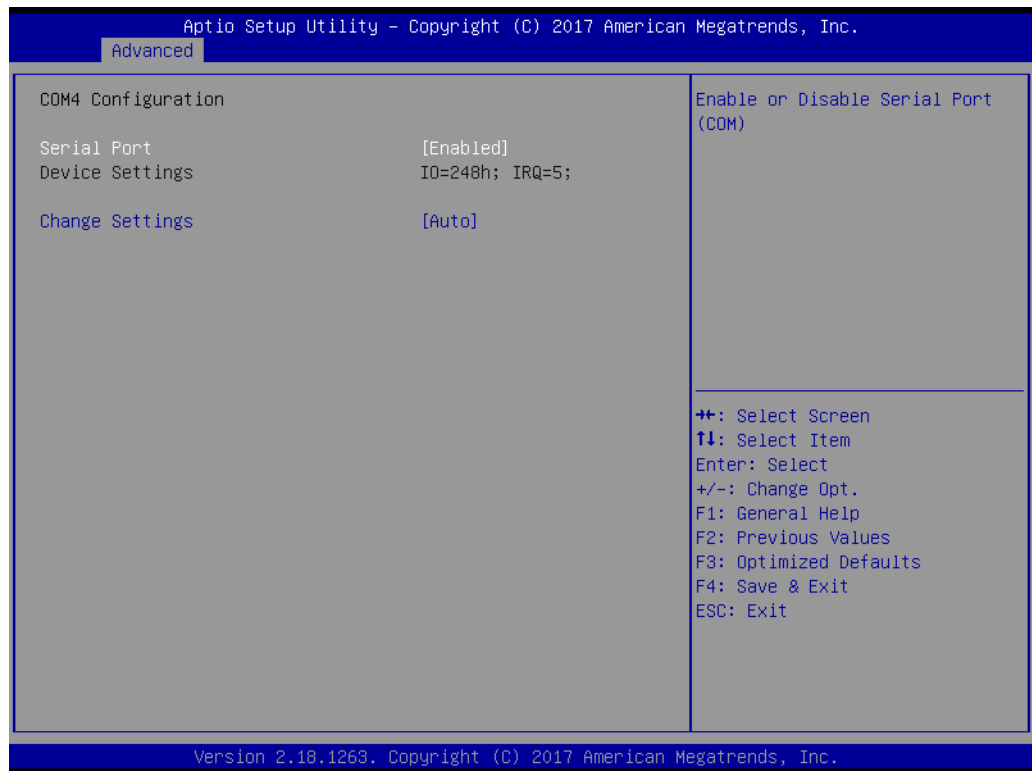 Aptio Setup Utility – Copyright (C) 2017 American Megatrends, Inc.
Advanced
COM4 Configuration
Serial Port [Enabled]
Device Settings IO=248h; IRQ=5;
Change Settings [Auto]
Enable or Disable Serial Port
(COM)
→←: Select Screen
↑↓: Select Item
Enter: Select
+/-: Change Opt.
F1: General Help
F2: Previous Values
F3: Optimized Defaults
F4: Save & Exit
ESC: Exit
Version 2.18.1263. Copyright (C) 2017 American Megatrends, Inc.